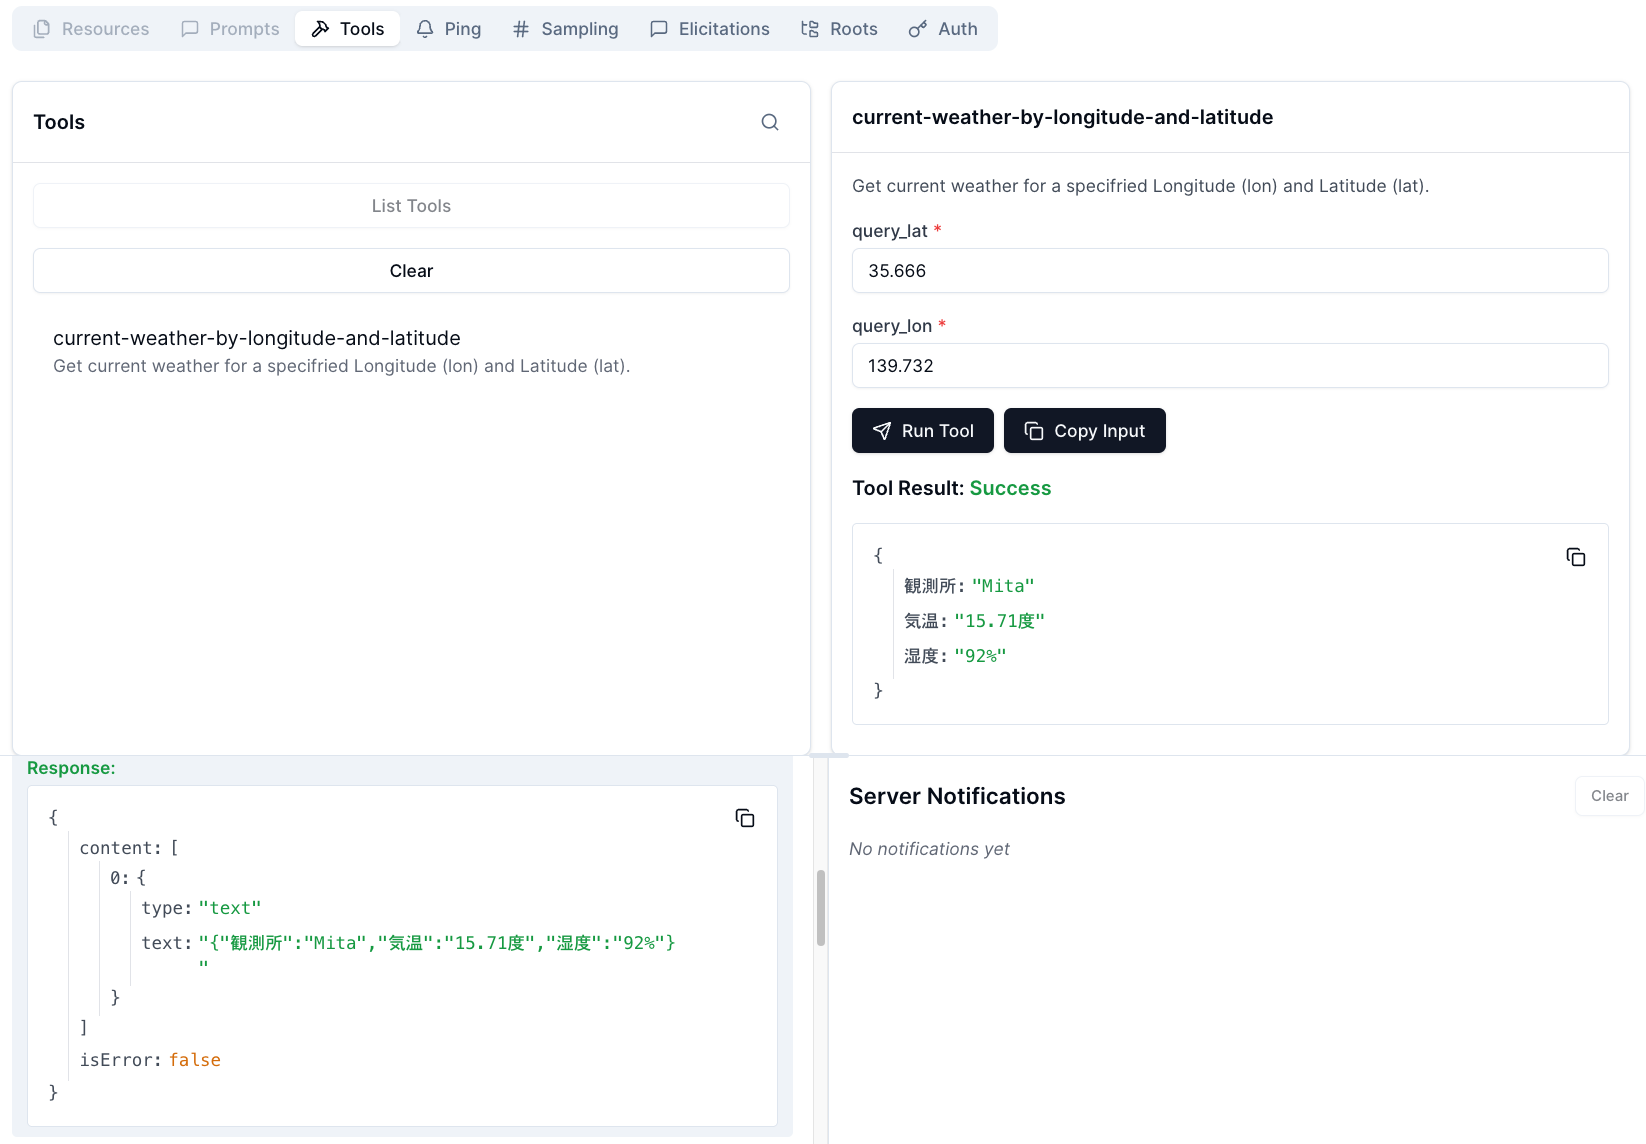 Resources Prompts Tools Ping Sampling Elicitations Roots Auth
Tools
List Tools
Clear
current-weather-by-longitude-and-latitude
Get current weather for a specifried Longitude (lon) and Latitude (lat).
current-weather-by-longitude-and-latitude
Get current weather for a specifried Longitude (lon) and Latitude (lat).
query_lat *
35.666
query_lon *
139.732
Run Tool Copy Input
Tool Result: Success
{
観測所: "Mita"
気温: "15.71度"
湿度: "92%"
}
Response:
{
content: [
0: {
type: "text"
text: "{"観測所":"Mita","気温":"15.71度","湿度":"92%"}
"
}
]
isError: false
}
Server Notifications
Clear
No notifications yet